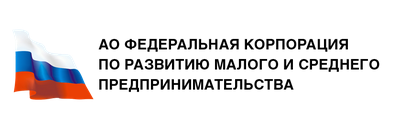 АО ФЕДЕРАЛЬНАЯ КОРПОРАЦИЯ
ПО РАЗВИТИЮ МАЛОГО И СРЕДНЕГО
ПРЕДПРИНИМАТЕЛЬСТВА